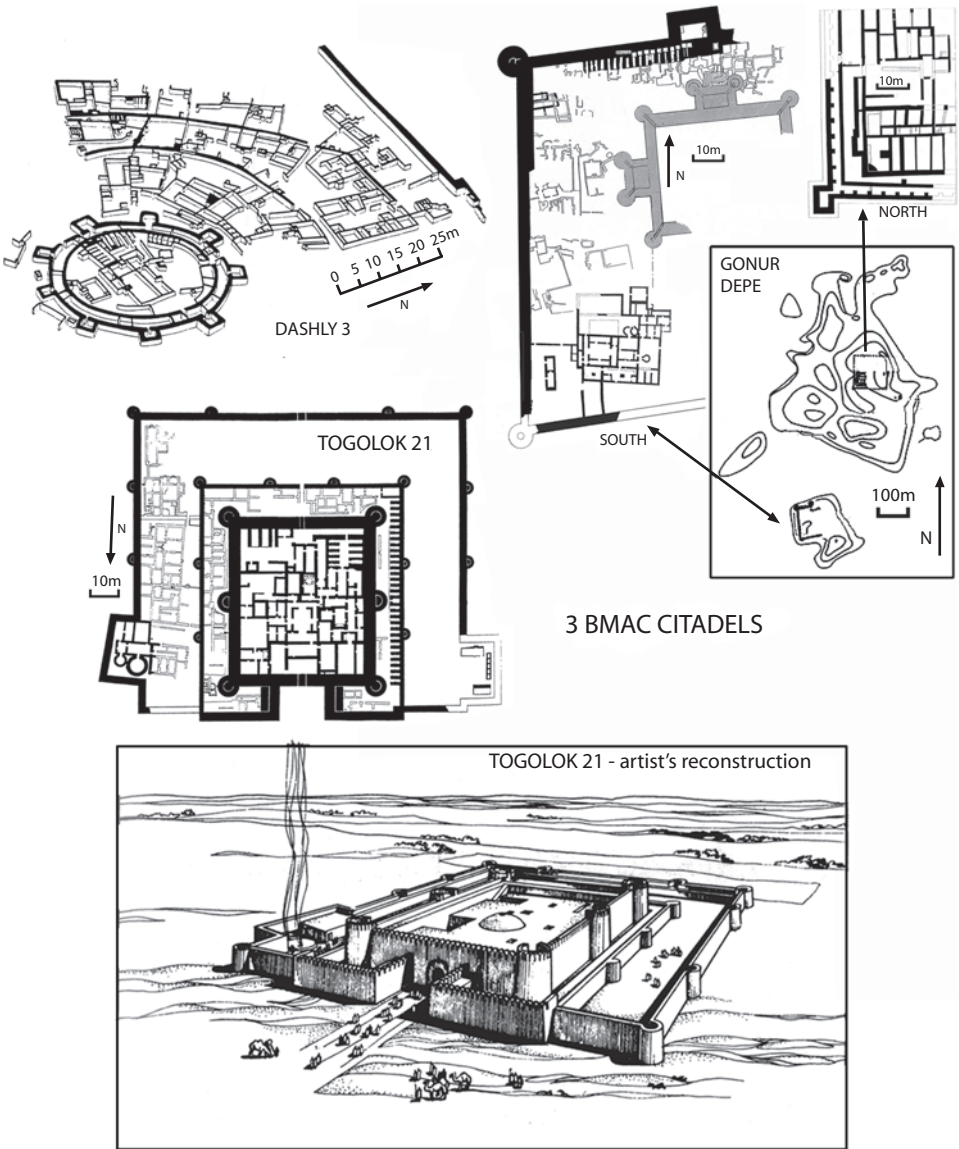 0 5 10 15 20 25m
N
DASHLY 3
10m
N
SOUTH
10m
NORTH
GONUR
DEPE
100m
N
TOGOLOK 21
N
10m
3 BMAC CITADELS
TOGOLOK 21 - artist's reconstruction